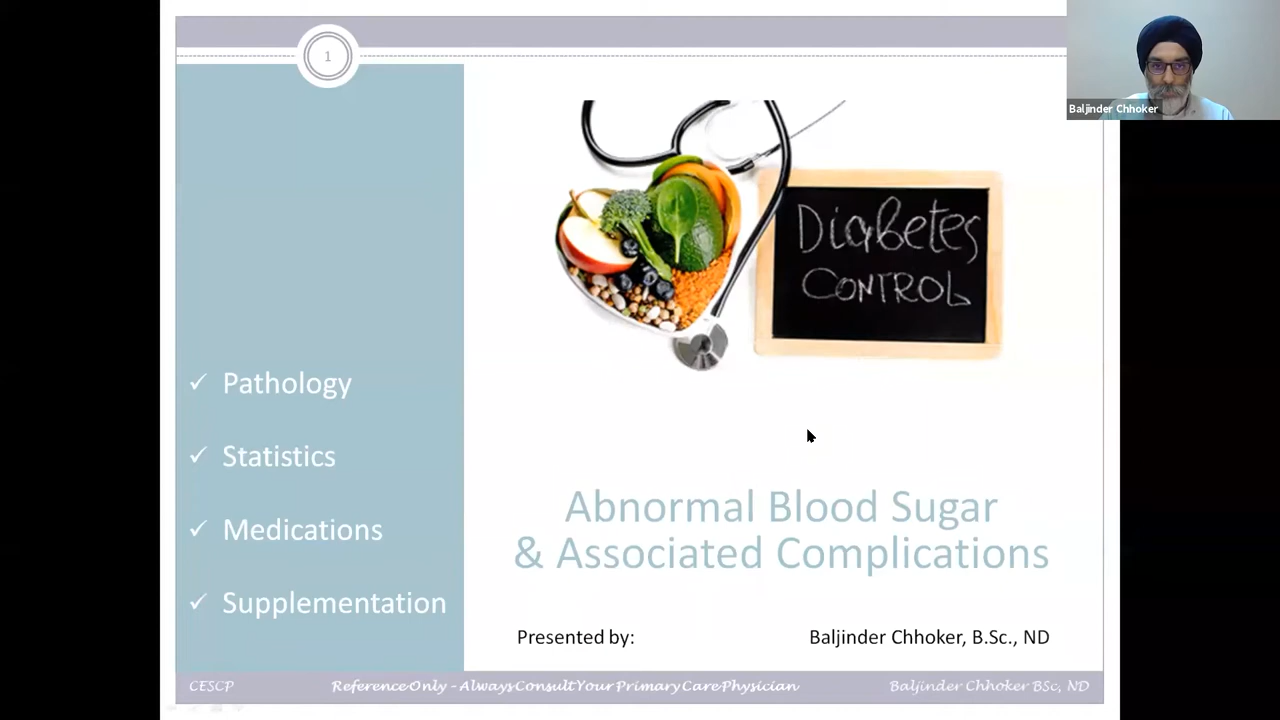 1
Baljinder Chhoker
Diabetes
CONTROL
✓ Pathology
✓ Statistics
✓ Medications
✓ Supplementation
Abnormal Blood Sugar
& Associated Complications
Presented by: Baljinder Chhoker, B.Sc., ND
CESCP Reference Only - Always Consult Your Primary Care Physician Baljinder Chhoker BSc, ND